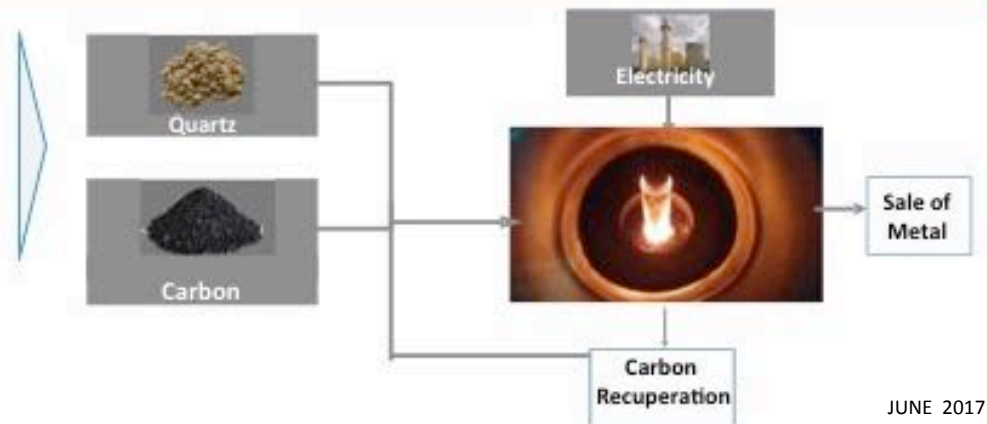 Quartz
Carbon
Electricity
Sale of
Metal
Carbon
Recuperation
JUNE 2017